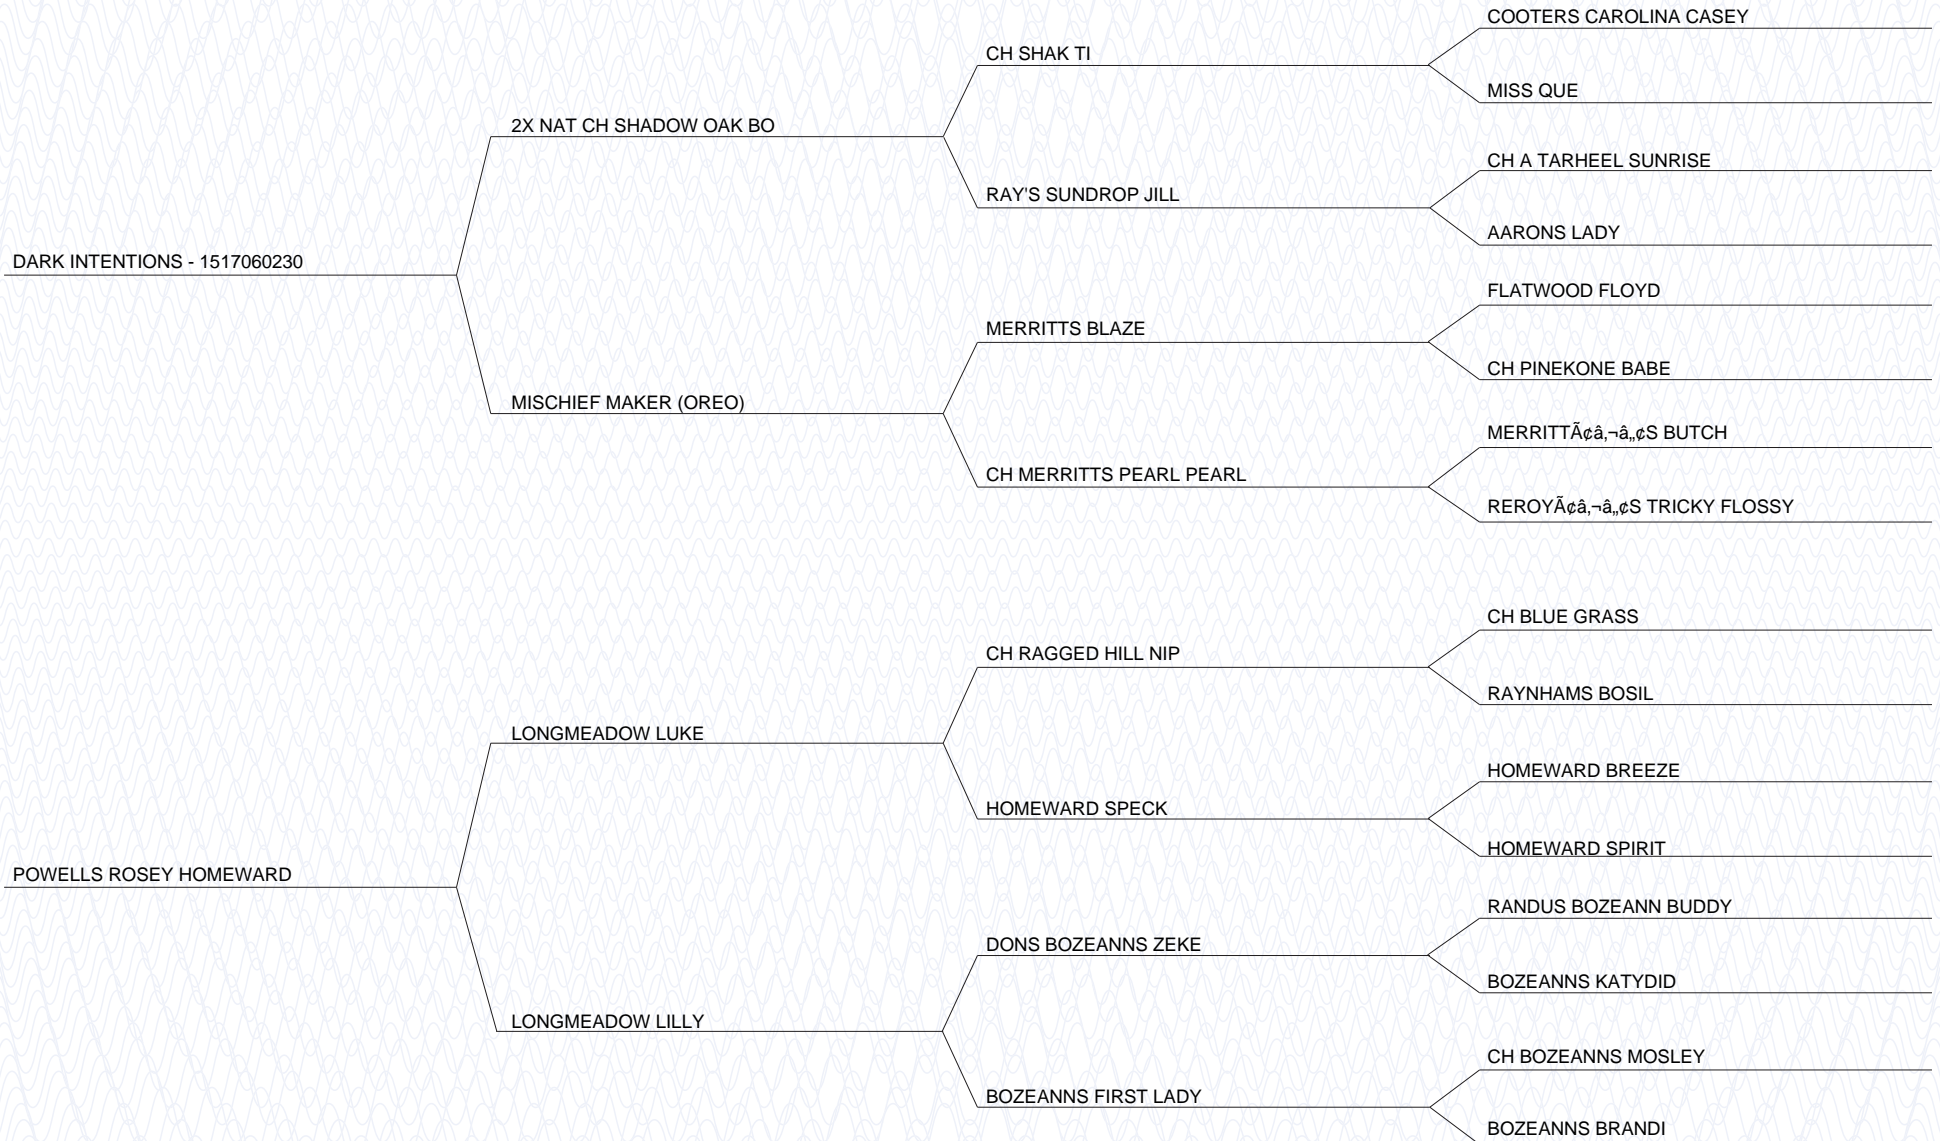 COOTERS CAROLINA CASEY
CH SHAK TI
MISS QUE
2X NAT CH SHADOW OAK BO
CH A TARHEEL SUNRISE
RAY'S SUNDROP JILL
AARONS LADY
DARK INTENTIONS - 1517060230
FLATWOOD FLOYD
MERRITTS BLAZE
CH PINEKONE BABE
MISCHIEF MAKER (OREO)
MERRITTÃ¢â‚¬â„¢S BUTCH
CH MERRITTS PEARL PEARL
REROYÃ¢â‚¬â„¢S TRICKY FLOSSY
CH BLUE GRASS
CH RAGGED HILL NIP
RAYNHAMS BOSIL
LONGMEADOW LUKE
HOMEWARD BREEZE
HOMEWARD SPECK
HOMEWARD SPIRIT
POWELLS ROSEY HOMEWARD
RANDUS BOZEANN BUDDY
DONS BOZEANNS ZEKE
BOZEANNS KATYDID
LONGMEADOW LILLY
CH BOZEANNS MOSLEY
BOZEANNS FIRST LADY
BOZEANNS BRANDI